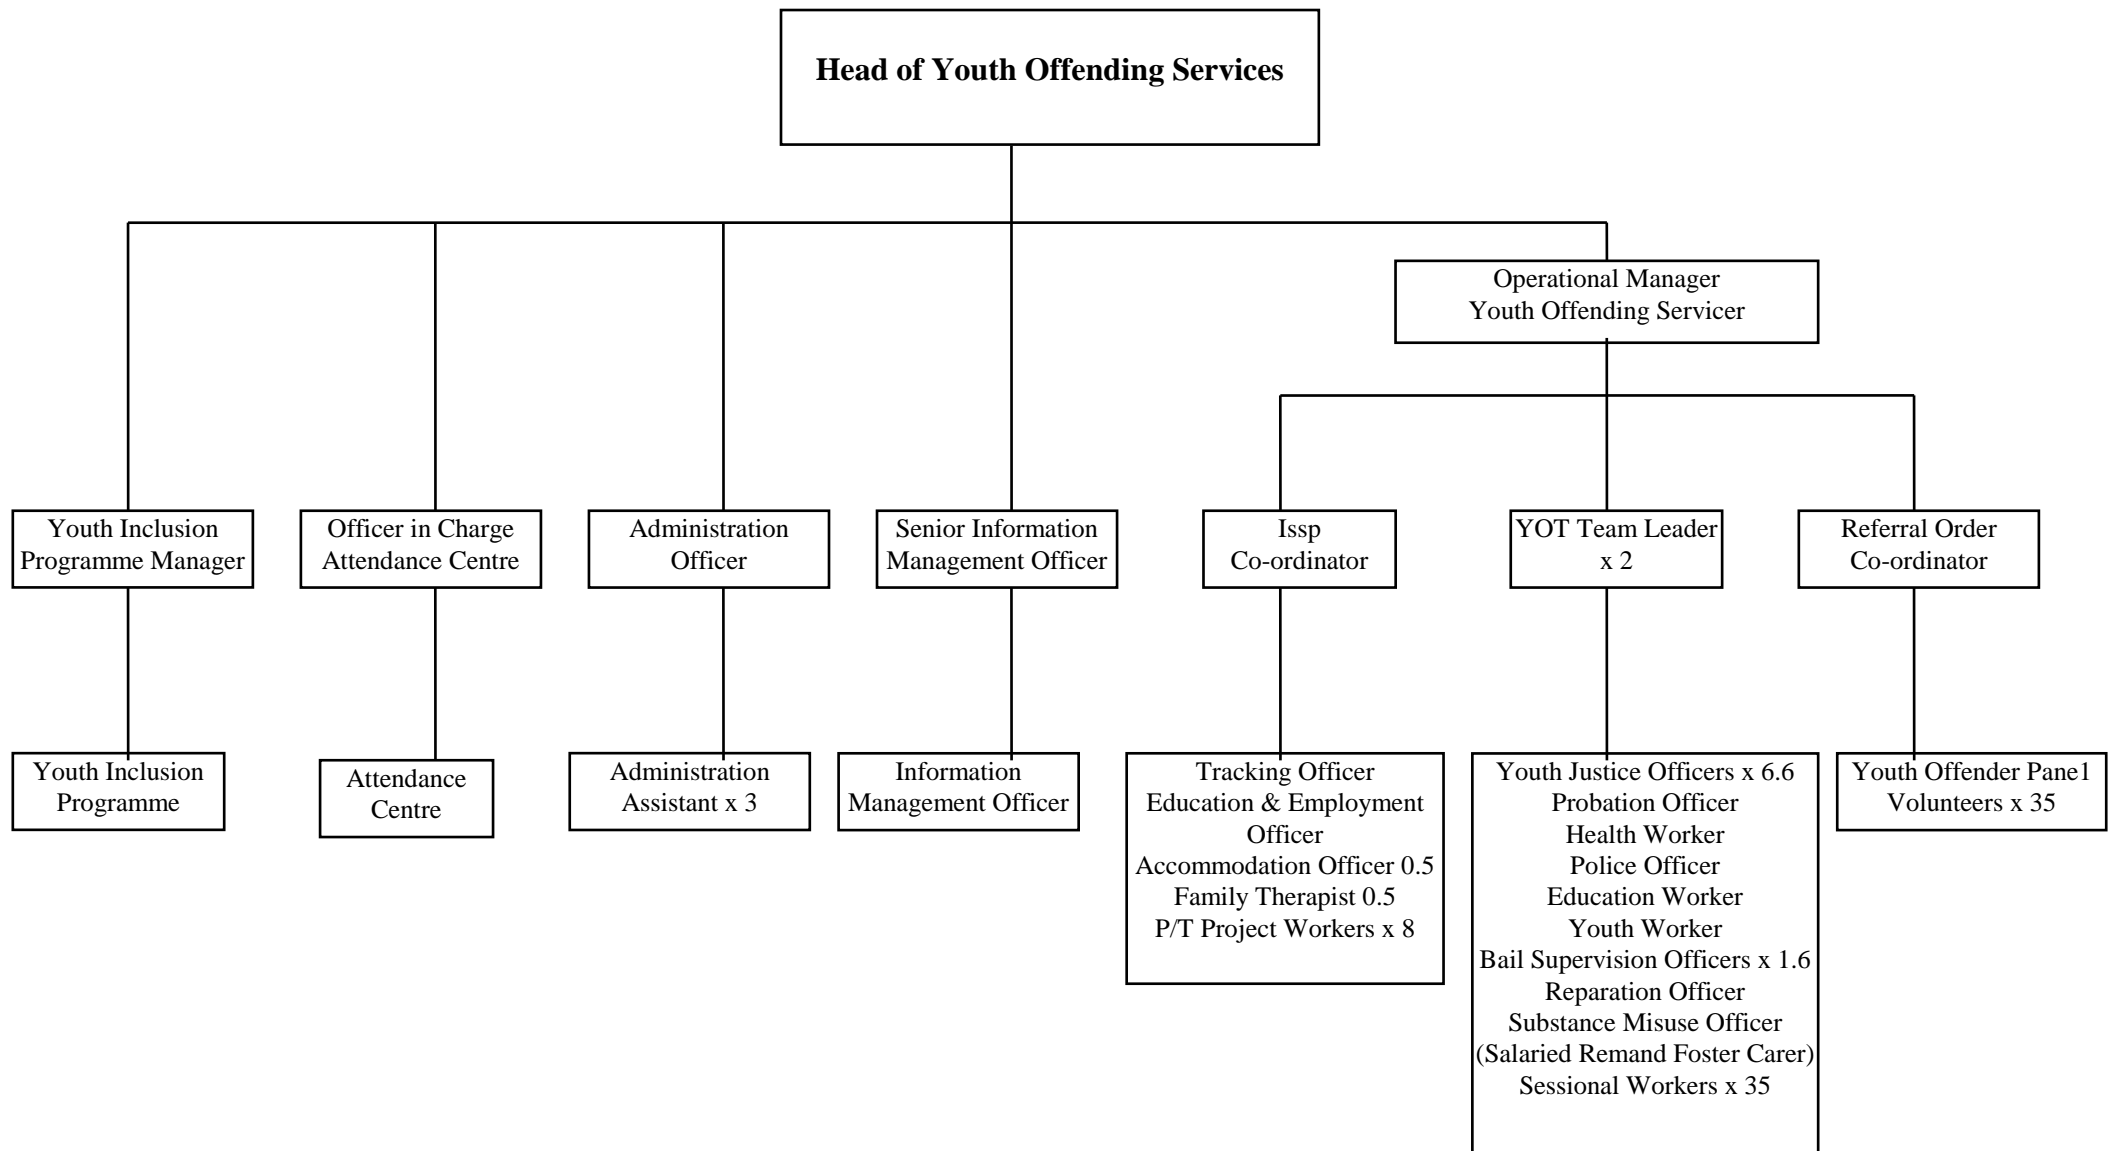 Head of Youth Offending Services
Operational Manager
Youth Offending Servicer
Youth Inclusion
Programme Manager
Officer in Charge
Attendance Centre
Administration
Officer
Senior Information
Management Officer
Issp
Co-ordinator
YOT Team Leader
x 2
Referral Order
Co-ordinator
Youth Inclusion
Programme
Attendance
Centre
Administration
Assistant x 3
Information
Management Officer
Tracking Officer
Education & Employment
Officer
Accommodation Officer 0.5
Family Therapist 0.5
P/T Project Workers x 8
Youth Justice Officers x 6.6
Probation Officer
Health Worker
Police Officer
Education Worker
Youth Worker
Bail Supervision Officers x 1.6
Reparation Officer
Substance Misuse Officer
(Salaried Remand Foster Carer)
Sessional Workers x 35
Youth Offender Pane1
Volunteers x 35